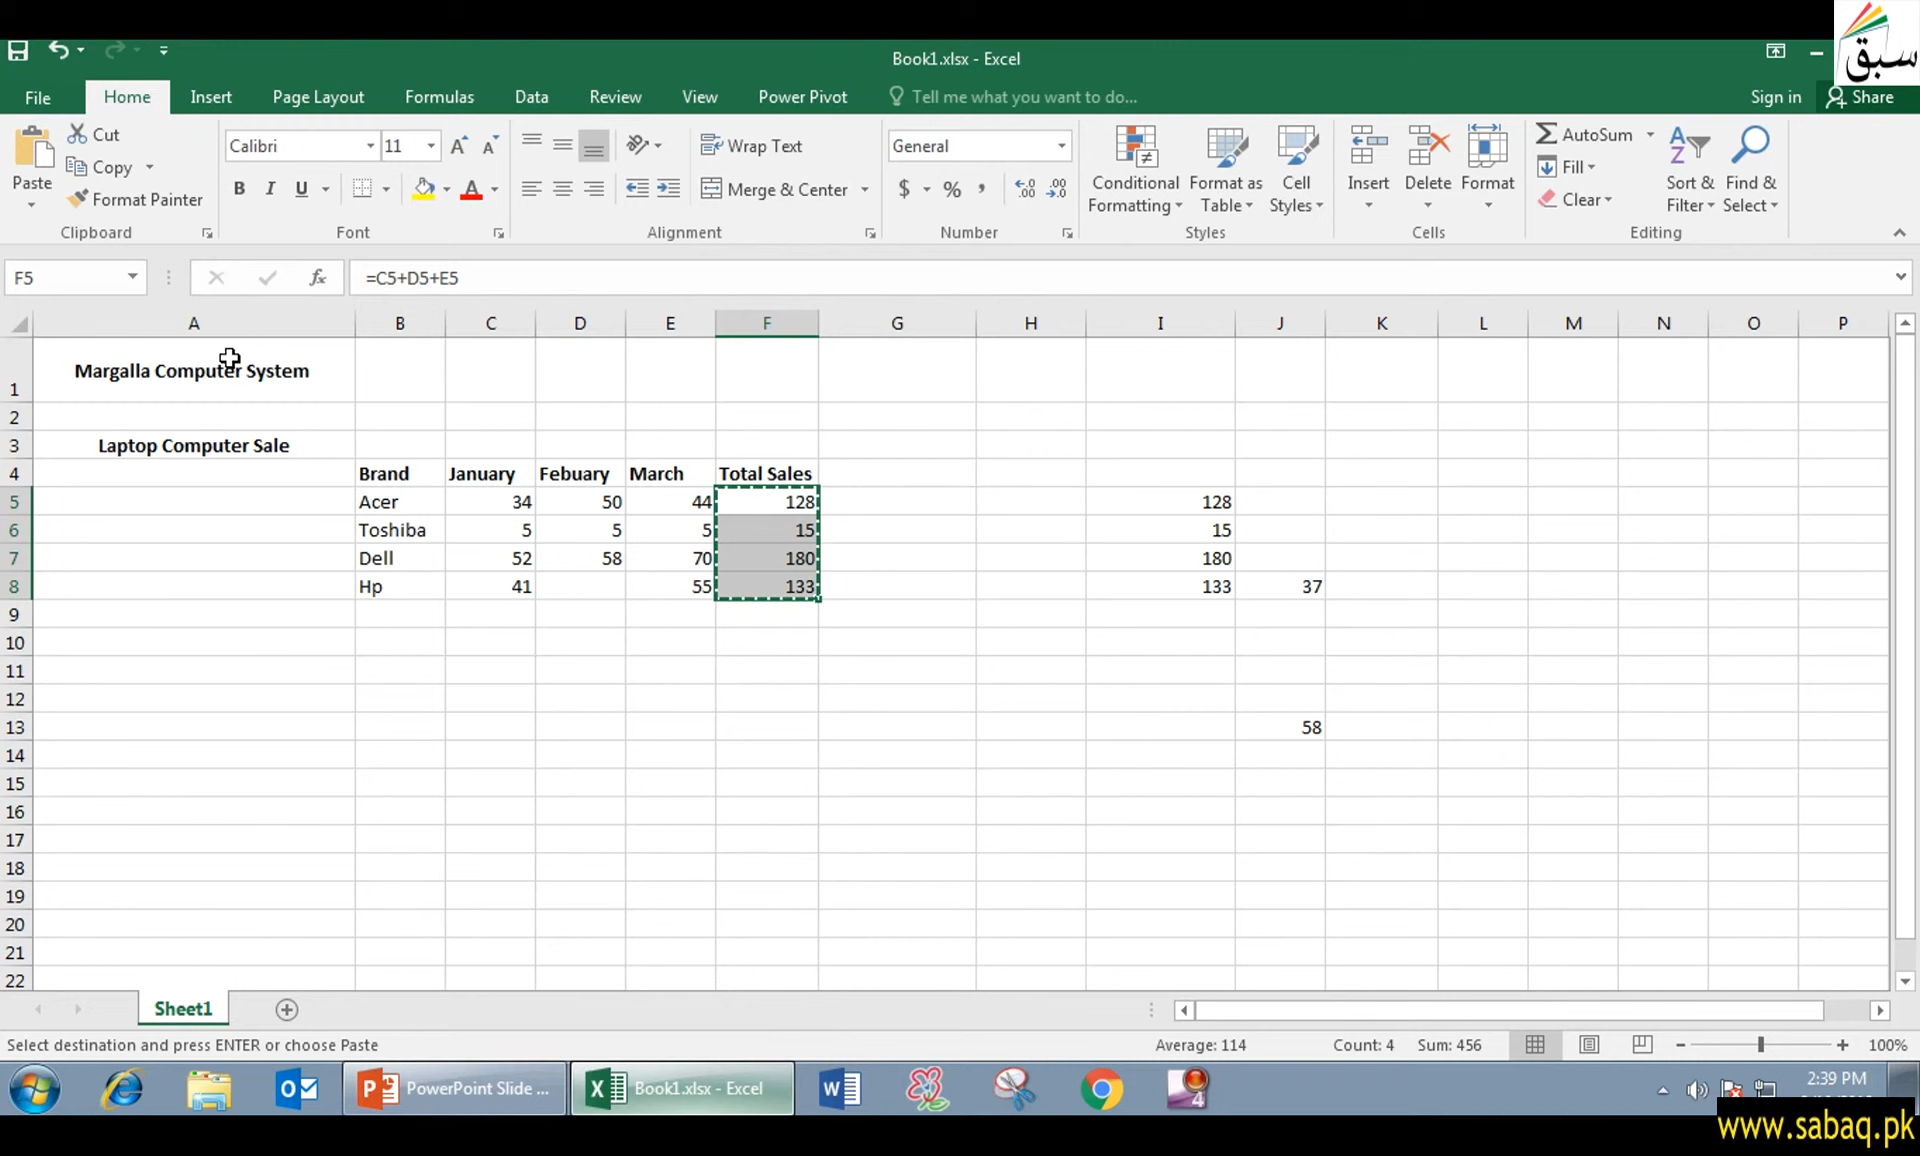 سبق
Book1.xlsx - Excel
File Home Insert Page Layout Formulas Data Review View Power Pivot Tell me what you want to do... Sign in Share
Paste Cut Copy Format Painter
Calibri 11
B I U A
Wrap Text
Merge & Center
General
$ %
Conditional Formatting
Format as Table
Cell Styles
Insert Delete Format
AutoSum
Fill
Clear
Sort & Filter
Find & Select
Clipboard Font Alignment Number Styles Cells Editing
F5 fx =C5+D5+E5
A B C D E F G H I J K L M N O P
1 Margalla Computer System
2
3 Laptop Computer Sale
4 Brand January Febuary March Total Sales
5 Acer 34 50 44 128 128
6 Toshiba 5 5 5 15 15
7 Dell 52 58 70 180 180
8 Hp 41 55 133 133 37
9
10
11
12
13 58
14
15
16
17
18
19
20
21
22
Sheet1
Select destination and press ENTER or choose Paste Average: 114 Count: 4 Sum: 456 100%
PowerPoint Slide ... Book1.xlsx - Excel 2:39 PM
www.sabaq.pk